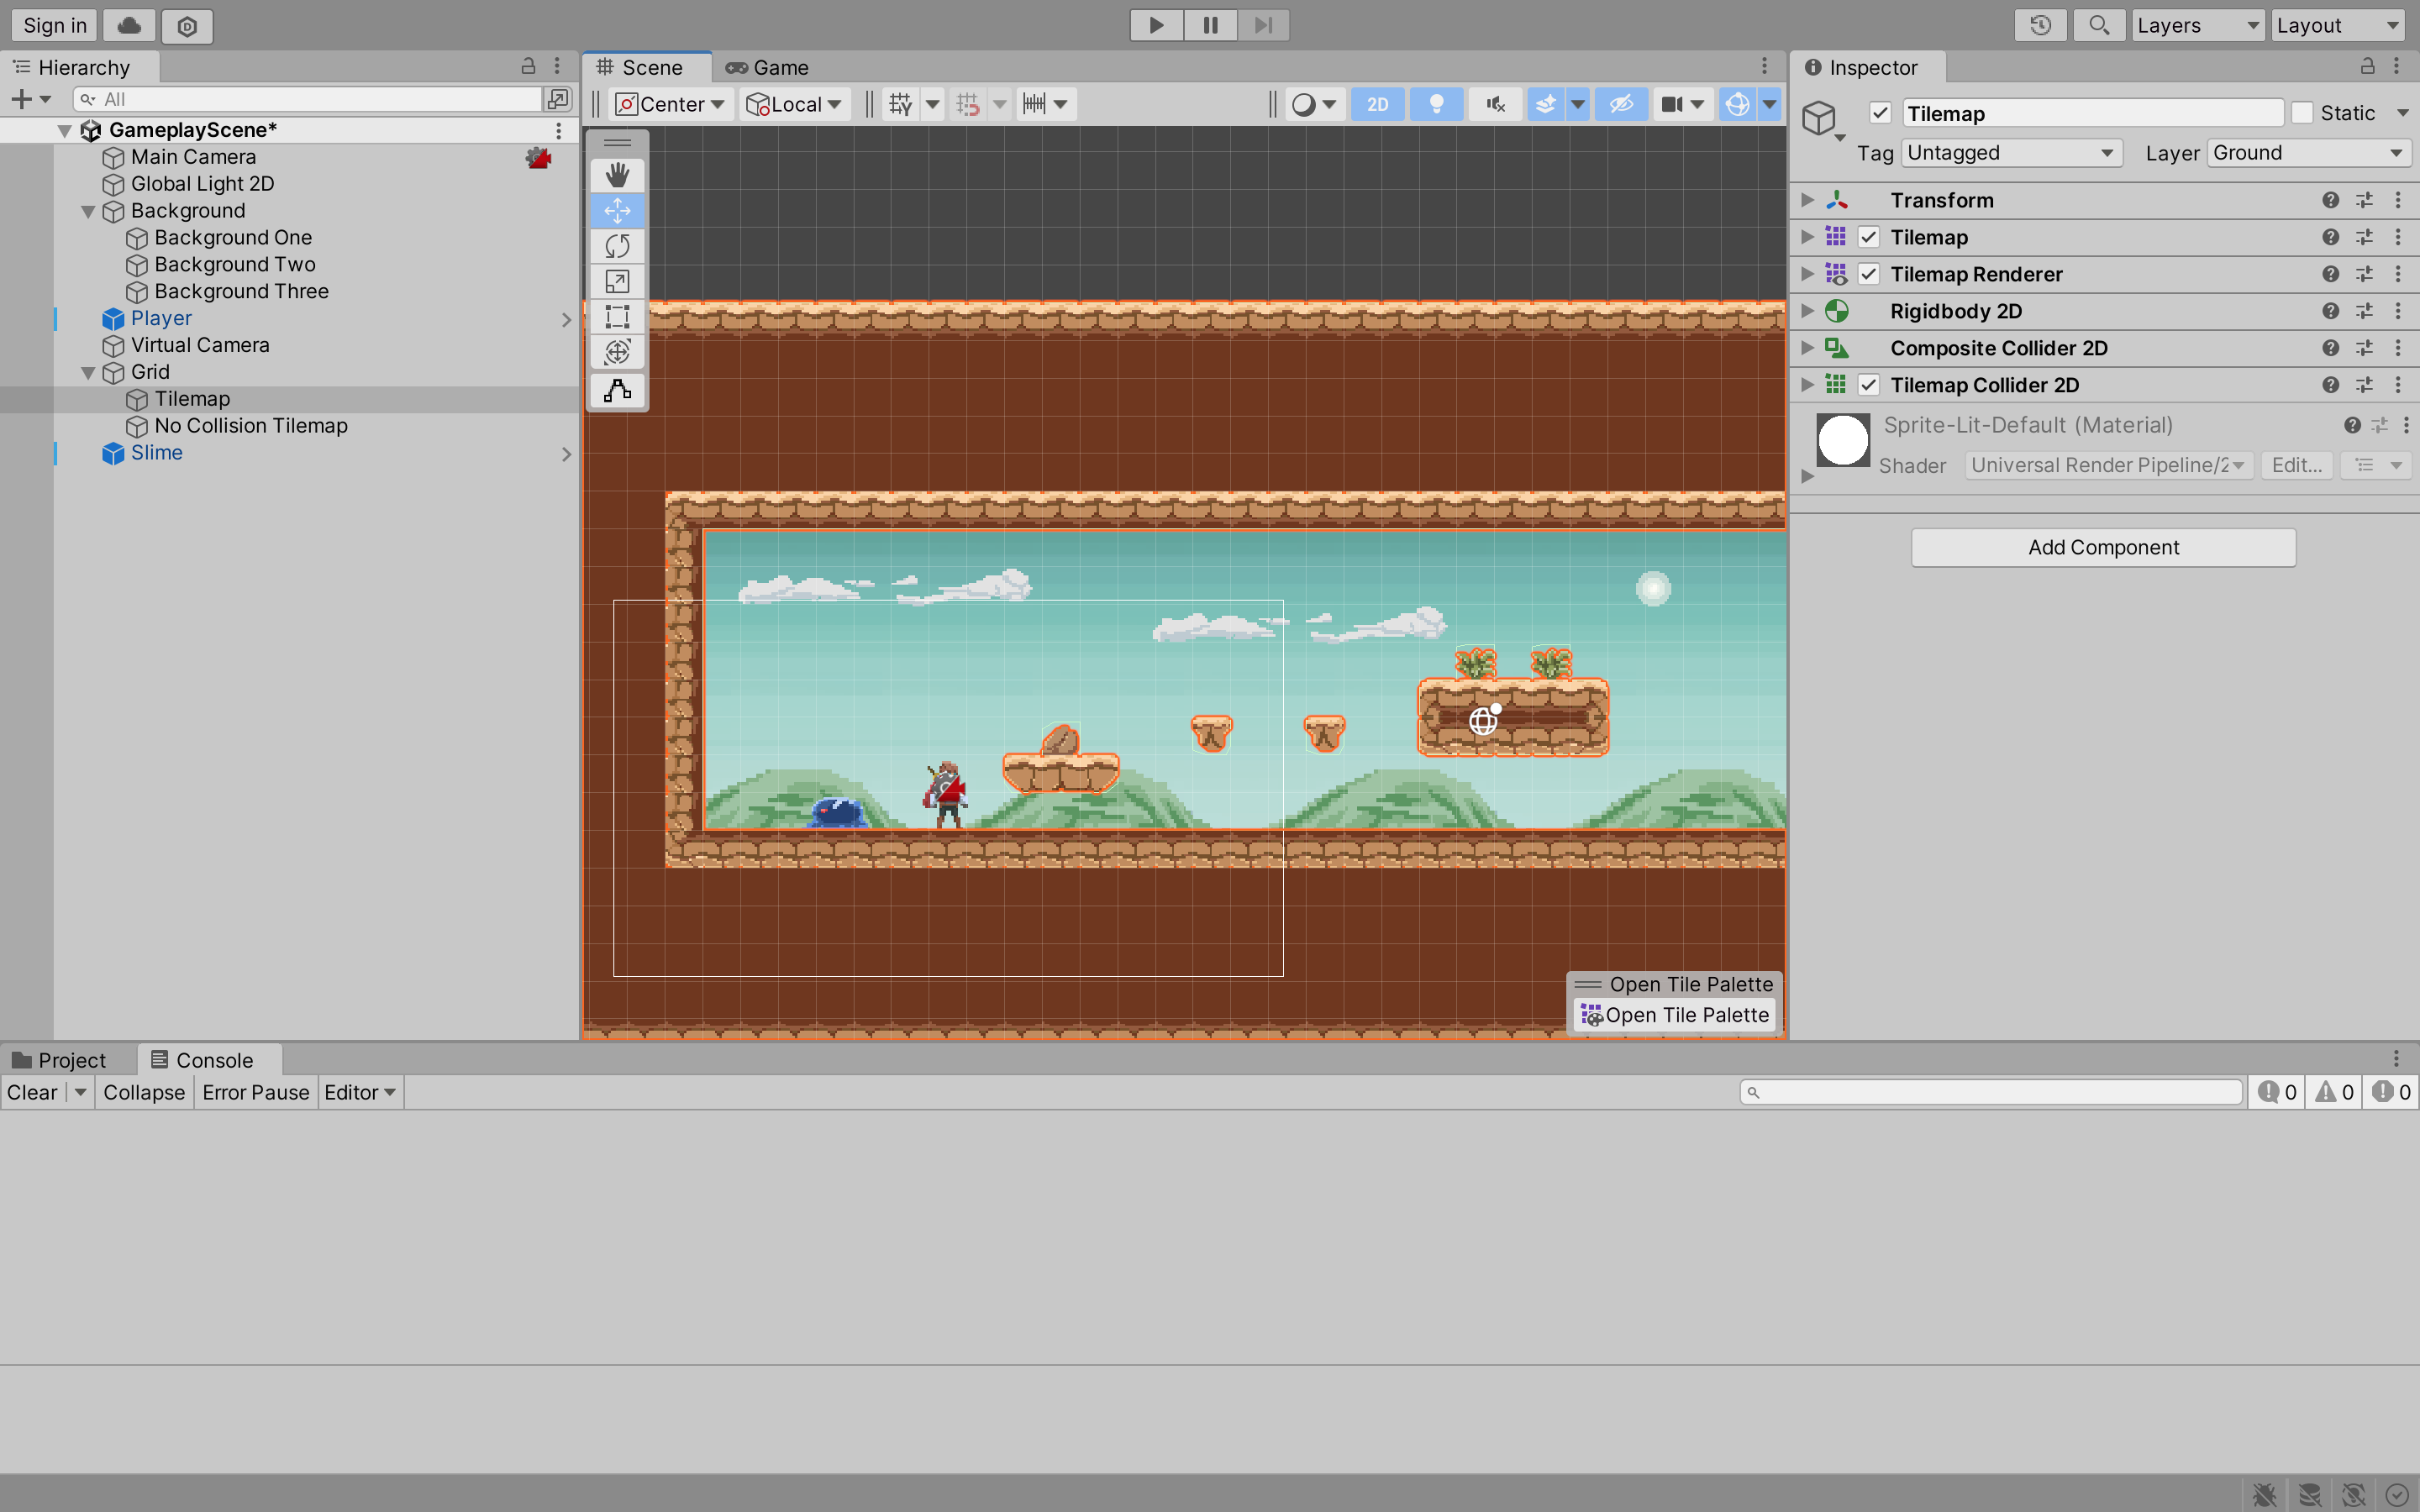 Sign in
Layers
Layout
Hierarchy
All
GameplayScene*
Main Camera
Global Light 2D
Background
Background One
Background Two
Background Three
Player
Virtual Camera
Grid
Tilemap
No Collision Tilemap
Slime
Scene
Game
Center
Local
2D
Open Tile Palette
Open Tile Palette
Inspector
Tilemap
Static
Tag
Untagged
Layer
Ground
Transform
Tilemap
Tilemap Renderer
Rigidbody 2D
Composite Collider 2D
Tilemap Collider 2D
Sprite-Lit-Default (Material)
Shader
Universal Render Pipeline/2
Edit...
Add Component
Project
Console
Clear
Collapse
Error Pause
Editor
0
0
0